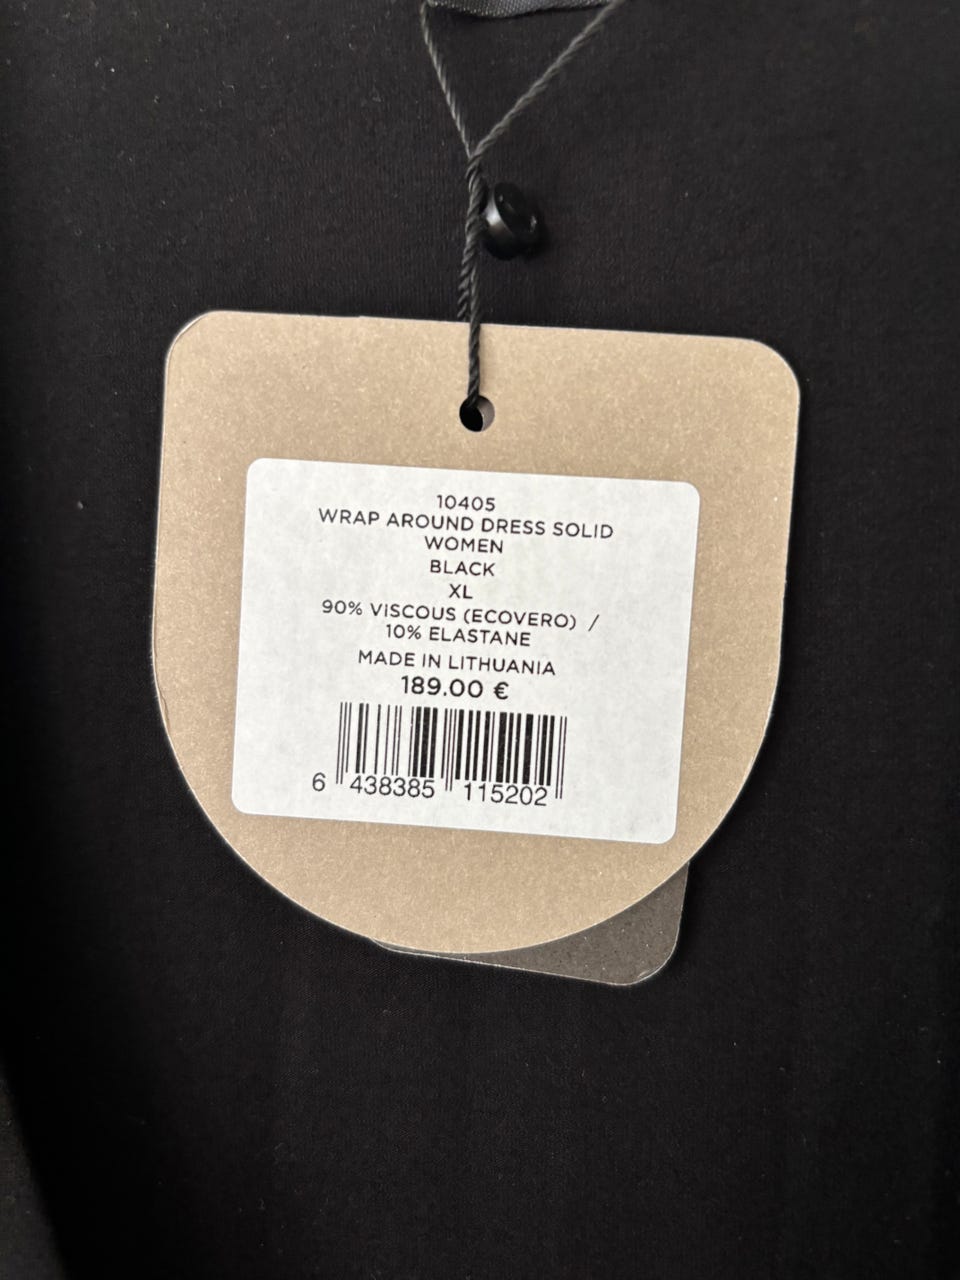 10405
WRAP AROUND DRESS SOLID
WOMEN
BLACK
XL
90% VISCOUS (ECOVERO) /
10% ELASTANE
MADE IN LITHUANIA
189.00 €
6 438385 115202